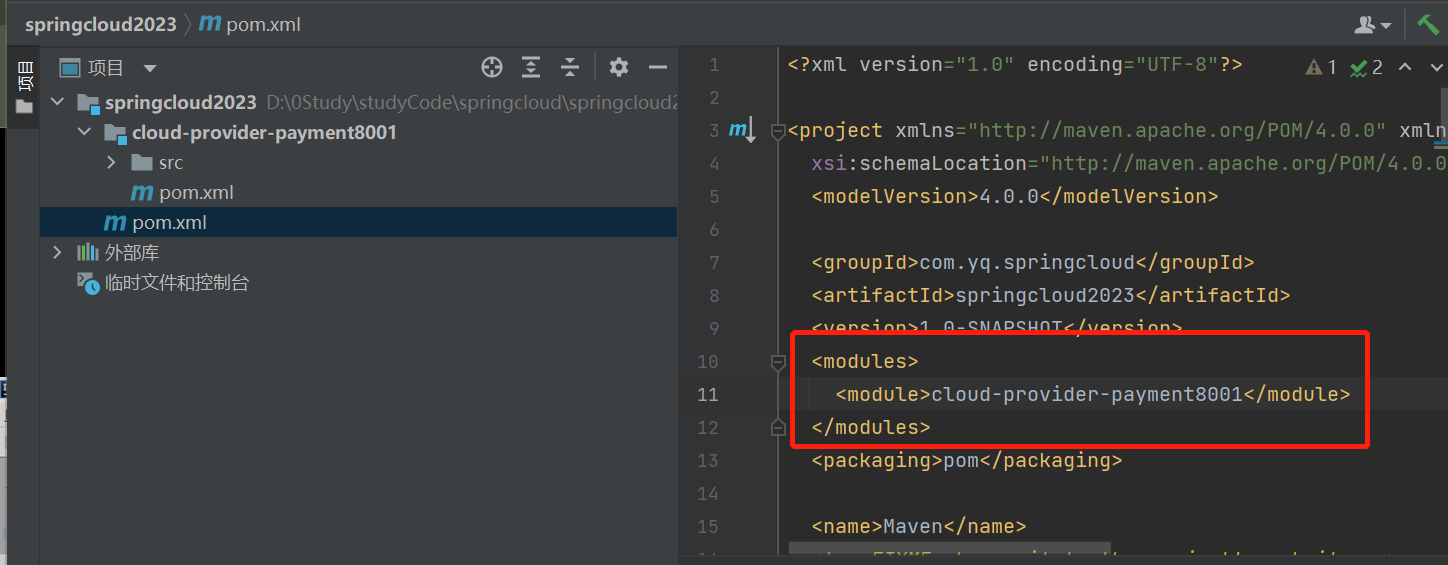 springcloud2023 〉 pom.xml
项目
项目
springcloud2023 D:\0Study\studyCode\springcloud\springcloud2
cloud-provider-payment8001
src
pom.xml
pom.xml
外部库
临时文件和控制台
1 <?xml version="1.0" encoding="UTF-8"?> 1 2
2
3 <project xmlns="http://maven.apache.org/POM/4.0.0" xmln
4 xsi:schemaLocation="http://maven.apache.org/POM/4.0.0
5 <modelVersion>4.0.0</modelVersion>
6
7 <groupId>com.yq.springcloud</groupId>
8 <artifactId>springcloud2023</artifactId>
9 <version>1.0-SNAPSHOT</version>
10 <modules>
11 <module>cloud-provider-payment8001</module>
12 </modules>
13 <packaging>pom</packaging>
14
15 <name>Maven</name>